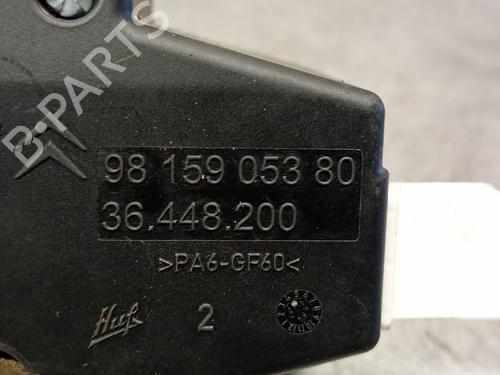 B-PARTS
98 159 053 80
36.448.200
>PA6-GF60<
Huf
2